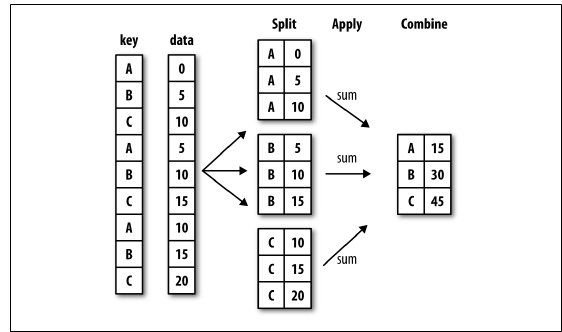 Split Apply Combine
key data
A 0
B 5
C 10
A 5
B 10
C 15
A 10
B 15
C 20
A 0
A 5
A 10
sum
B 5
B 10
B 15
sum
C 10
C 15
C 20
sum
A 15
B 30
C 45